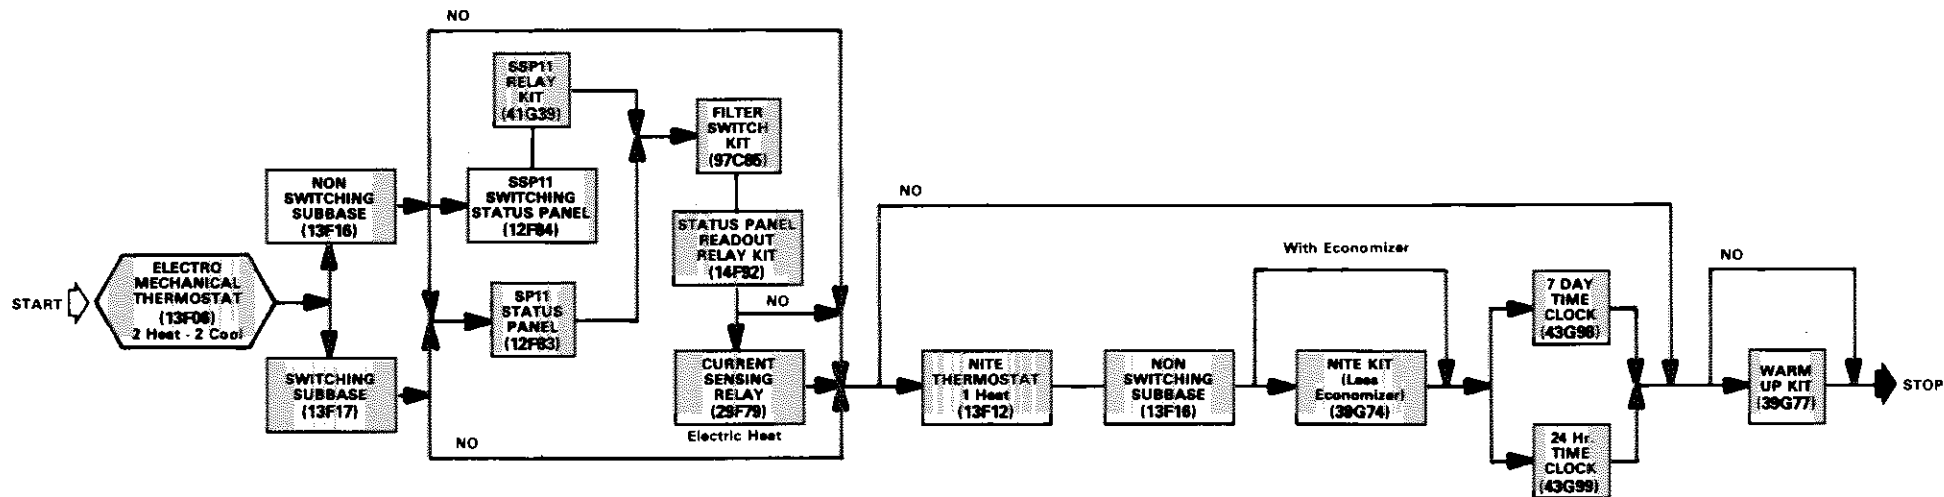 NO
SSP11
RELAY
KIT
(41G39)
FILTER
SWITCH
KIT
(97C85)
NON
SWITCHING
SUBBASE
(13F16)
SSP11
SWITCHING
STATUS PANEL
(12F84)
STATUS PANEL
READOUT
RELAY KIT
(14F92)
NO
START
ELECTRO
MECHANICAL
THERMOSTAT
(13F06)
2 Heat - 2 Cool
SP11
STATUS
PANEL
(12F83)
NO
SWITCHING
SUBBASE
(13F17)
CURRENT
SENSING
RELAY
(29F79)
Electric Heat
NO
NITE
THERMOSTAT
1 Heat
(13F12)
NON
SWITCHING
SUBBASE
(13F16)
With Economizer
NITE KIT
(Less
Economizer)
(39G74)
7 DAY
TIME
CLOCK
(43G98)
24 Hr.
TIME
CLOCK
(43G99)
NO
WARM
UP KIT
(39G77)
STOP